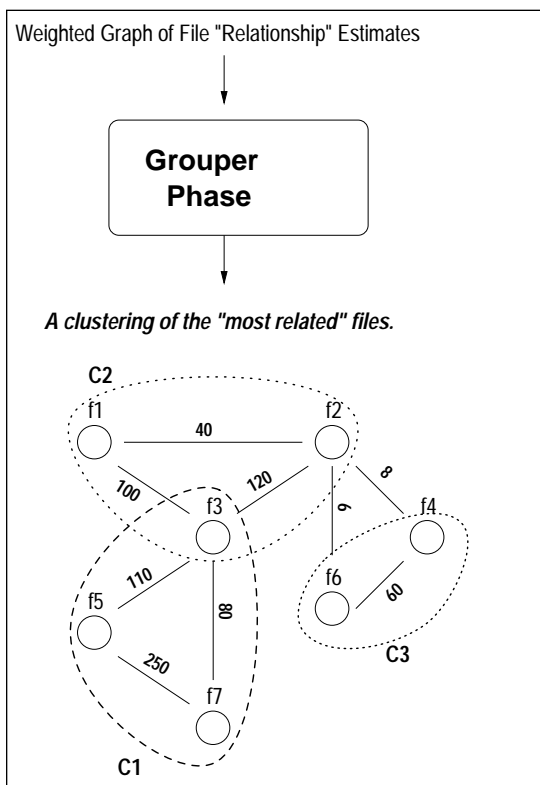 Weighted Graph of File "Relationship" Estimates
Grouper
Phase
A clustering of the "most related" files.
C2
f1
f2
40
100
120
8
f3
6
f4
110
f6
f5
80
60
C3
250
f7
C1